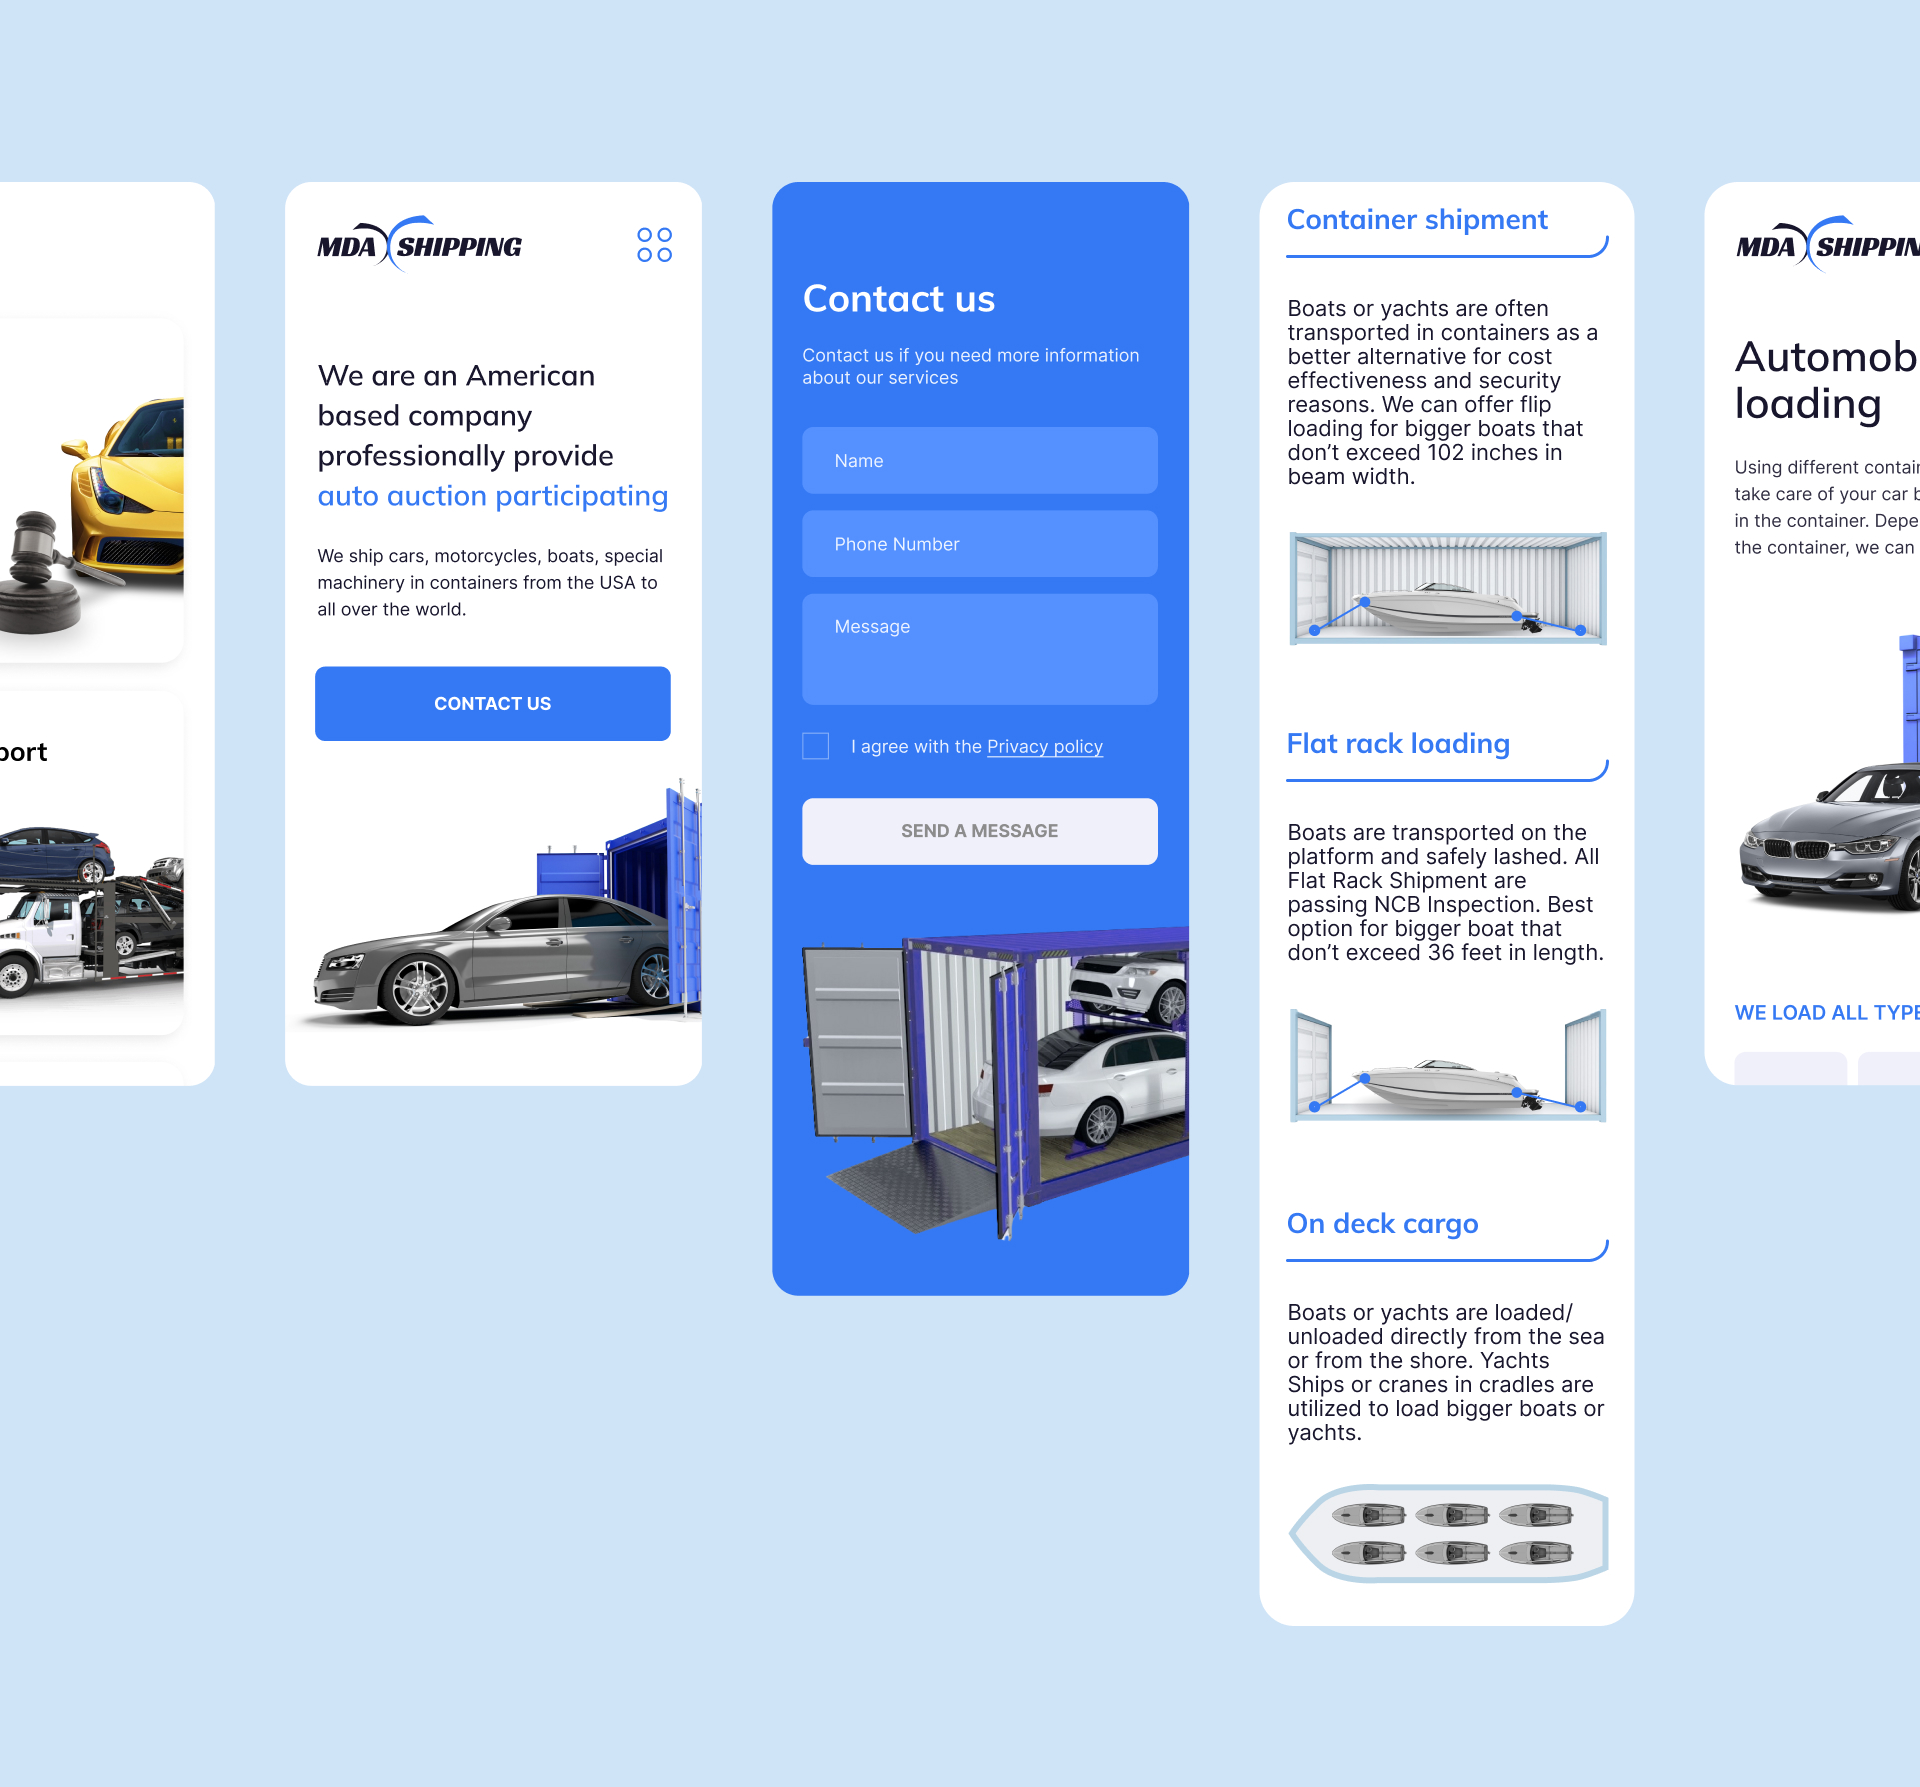 port
MDA SHIPPING
We are an American
based company
professionally provide
auto auction participating
We ship cars, motorcycles, boats, special
machinery in containers from the USA to
all over the world.
CONTACT US
Contact us
Contact us if you need more information
about our services
Name
Phone Number
Message
I agree with the Privacy policy
SEND A MESSAGE
Container shipment
Boats or yachts are often
transported in containers as a
better alternative for cost
effectiveness and security
reasons. We can offer flip
loading for bigger boats that
don’t exceed 102 inches in
beam width.
Flat rack loading
Boats are transported on the
platform and safely lashed. All
Flat Rack Shipment are
passing NCB Inspection. Best
option for bigger boat that
don’t exceed 36 feet in length.
On deck cargo
Boats or yachts are loaded/
unloaded directly from the sea
or from the shore. Yachts
Ships or cranes in cradles are
utilized to load bigger boats or
yachts.
MDA SHIPPIN
Automob
loading
Using different contain
take care of your car b
in the container. Depe
the container, we can
WE LOAD ALL TYPE